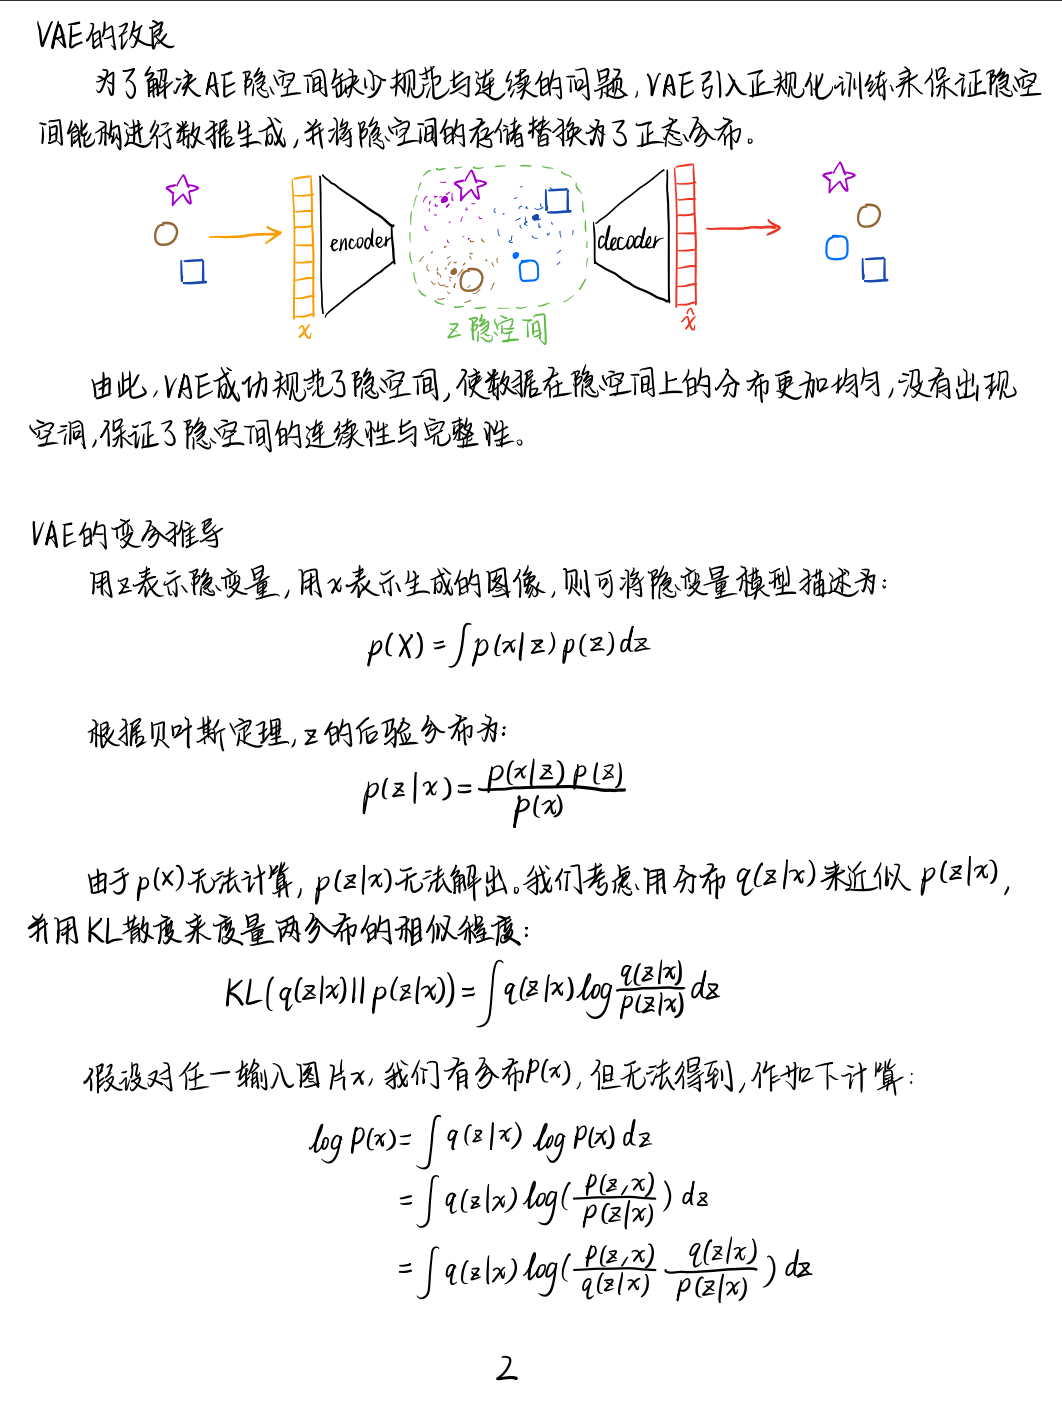 VAE的改良
为了解决AE隐空间缺少规范与连续的问题,VAE引入正规化训练来保证隐空
间能购进行数据生成,并将隐空间的存储替换为了正态分布。
encoder
decoder
x
z 隐空间
x̂
由此,VAE成功规范了隐空间,使数据在隐空间上的分布更加均匀,没有出现
空洞,保证了隐空间的连续性与完整性。
VAE的变分推导
用z表示隐变量,用x表示生成的图像,则可将隐变量模型描述为:
p(X) = ∫p(x|z) p(z) dz
根据贝叶斯定理,z的后验分布为:
p(z|x) = p(x|z) p(z) / p(x)
由于p(X)无法计算,p(z|x)无法解出。我们考虑用分布q(z|x)来近似p(z|x),
并用KL散度来度量两分布的相似程度:
KL(q(z|x)||p(z|x)) = ∫q(z|x) log q(z|x)/p(z|x) dz
假设对任一输入图片x,我们有分布P(x),但无法得到,作如下计算:
log P(x) = ∫q(z|x) log P(x) dz
= ∫q(z|x) log( P(z,x)/P(z|x) ) dz
= ∫q(z|x) log( P(z,x)/q(z|x) q(z|x)/P(z|x) ) dz
2